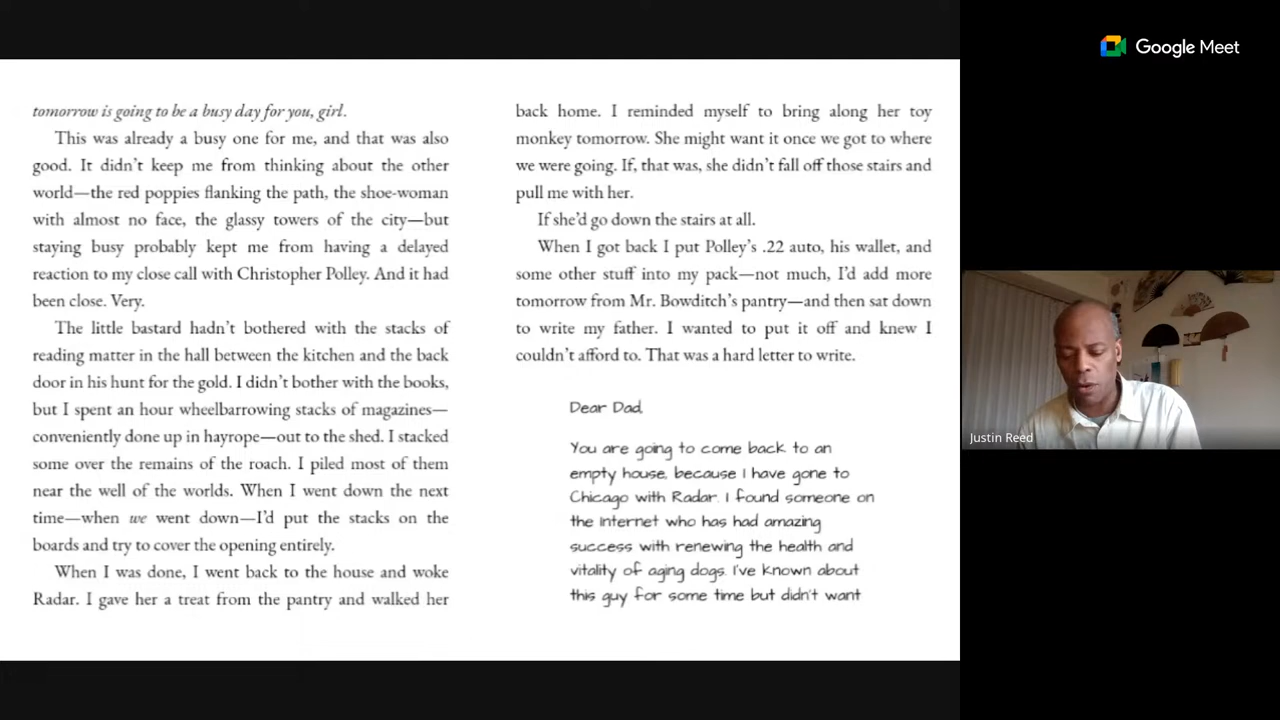 tomorrow is going to be a busy day for you, girl.
This was already a busy one for me, and that was also
good. It didn't keep me from thinking about the other
world—the red poppies flanking the path, the shoe-woman
with almost no face, the glassy towers of the city—but
staying busy probably kept me from having a delayed
reaction to my close call with Christopher Polley. And it had
been close. Very.
The little bastard hadn't bothered with the stacks of
reading matter in the hall between the kitchen and the back
door in his hunt for the gold. I didn't bother with the books,
but I spent an hour wheelbarrowing stacks of magazines—
conveniently done up in hayrope—out to the shed. I stacked
some over the remains of the roach. I piled most of them
near the well of the worlds. When I went down the next
time—when we went down—I'd put the stacks on the
boards and try to cover the opening entirely.
When I was done, I went back to the house and woke
Radar. I gave her a treat from the pantry and walked her
back home. I reminded myself to bring along her toy
monkey tomorrow. She might want it once we got to where
we were going. If, that was, she didn't fall off those stairs and
pull me with her.
If she'd go down the stairs at all.
When I got back I put Polley's .22 auto, his wallet, and
some other stuff into my pack—not much, I'd add more
tomorrow from Mr. Bowditch's pantry—and then sat down
to write my father. I wanted to put it off and knew I
couldn't afford to. That was a hard letter to write.
Dear Dad,
You are going to come back to an
empty house, because I have gone to
Chicago with Radar. I found someone on
the Internet who has had amazing
success with renewing the health and
vitality of aging dogs. I've known about
this guy for some time but didn't want
Google Meet
Justin Reed